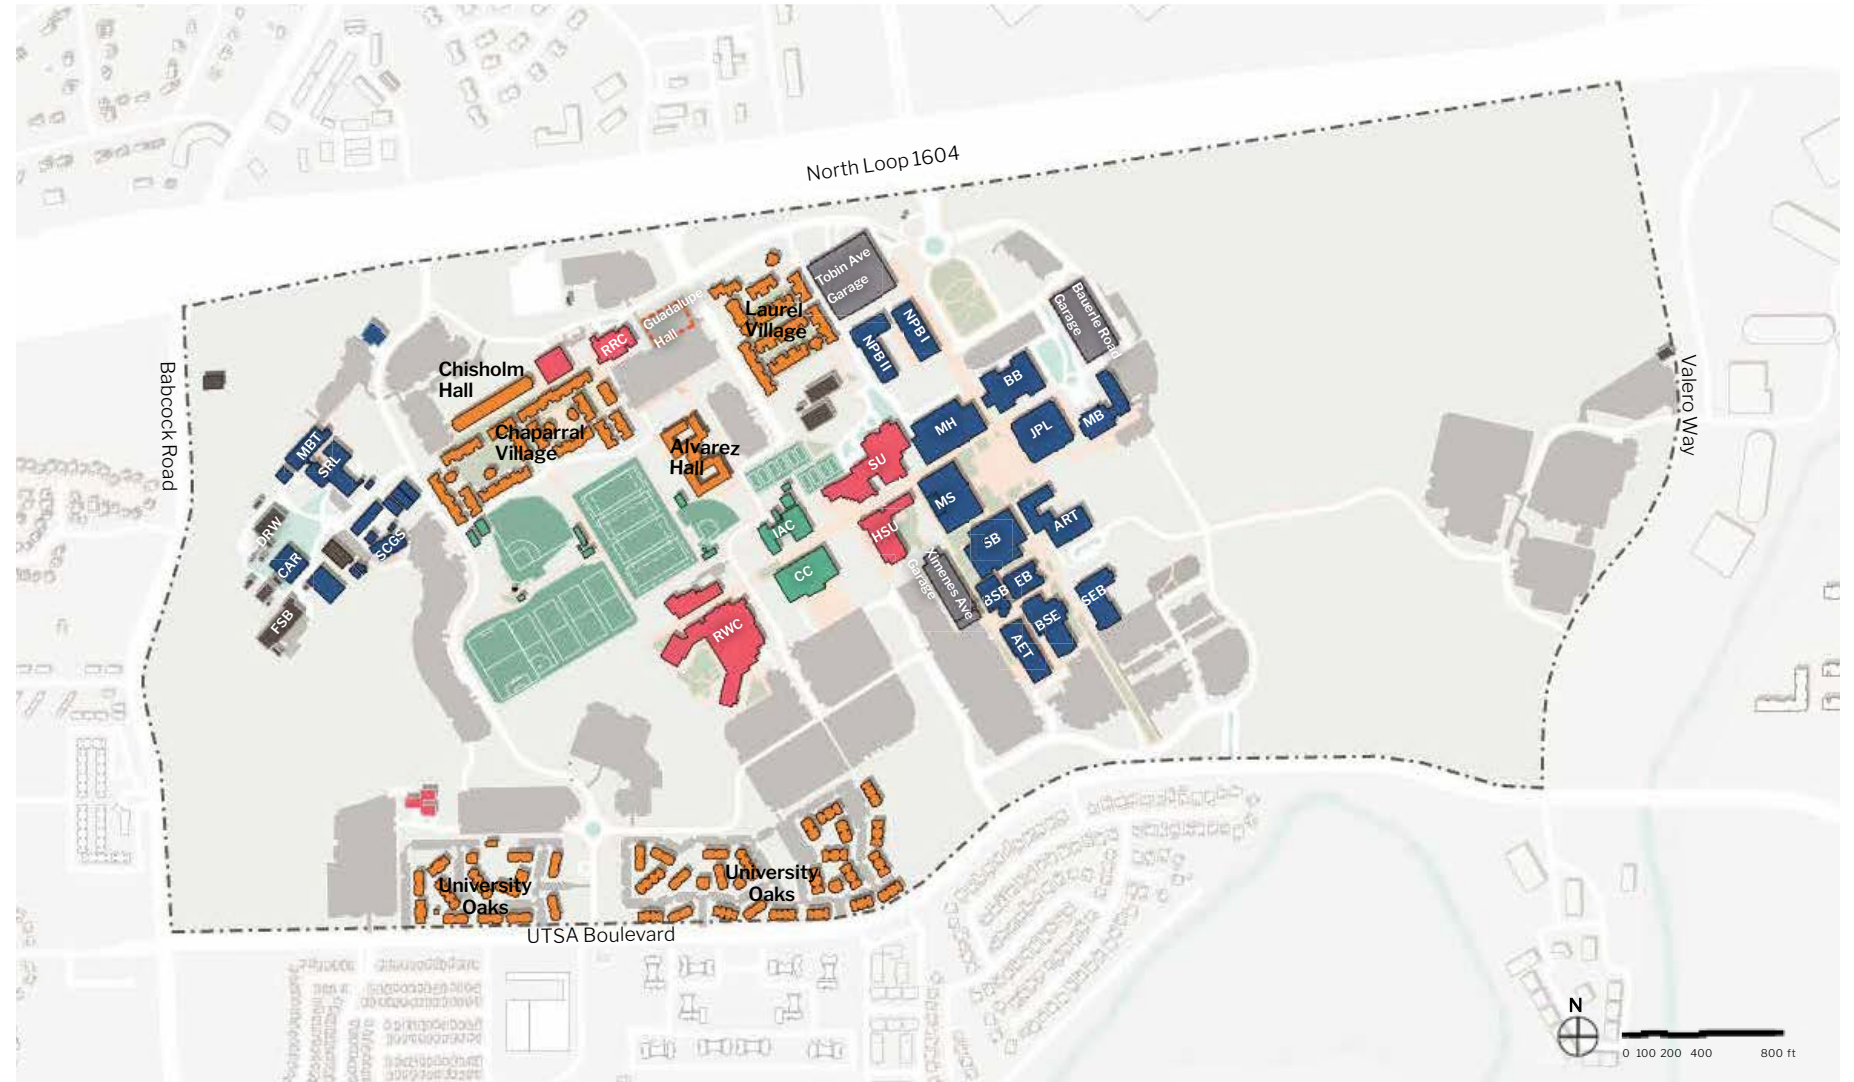 North Loop 1604
Tobin Ave
Garage
Guadalupe
Hall
Laurel
Village
Bauerle Road
Garage
NPB I
NPB II
RRC
Chisholm
Hall
BB
MB
JPL
MH
Babcock Road
Valero Way
Chaparral
Village
Alvarez
Hall
MBT
SRL
SU
MS
HSU
IAC
ART
SB
DRW
CAR
SCGS
CC
Ximenes Ave
Garage
EB
BSB
SEB
BSE
AET
FSB
RWC
University
Oaks
University
Oaks
UTSA Boulevard
N
0 100 200 400 800 ft